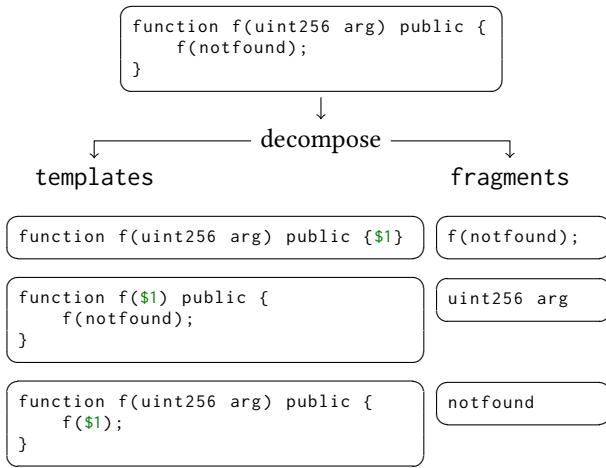 function f(uint256 arg) public {
    f(notfound);
}
decompose
templates
fragments
function f(uint256 arg) public {$1}
f(notfound);
function f($1) public {
    f(notfound);
}
uint256 arg
function f(uint256 arg) public {
    f($1);
}
notfound